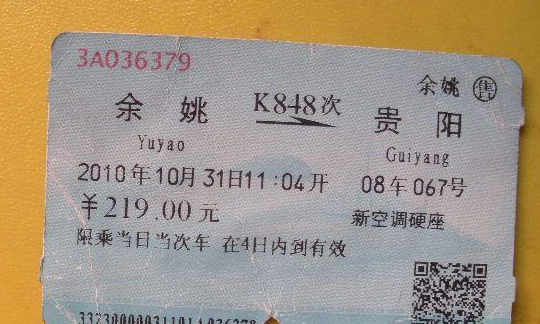 3A036379
余姚 售
余姚 K848次 贵阳
Yuyao Guiyang
2010年10月31日11:04开 08车067号
￥219.00元 新空调硬座
限乘当日当次车 在4日内到有效